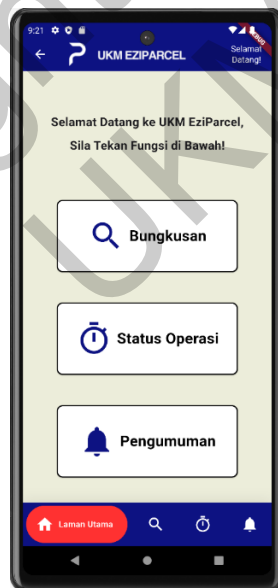 9:21
DEBUG
UKM EZIPARCEL
Selamat
Datang!
Selamat Datang ke UKM EziParcel,
Sila Tekan Fungsi di Bawah!
Bungkusan
Status Operasi
Pengumuman
Laman Utama
UKM